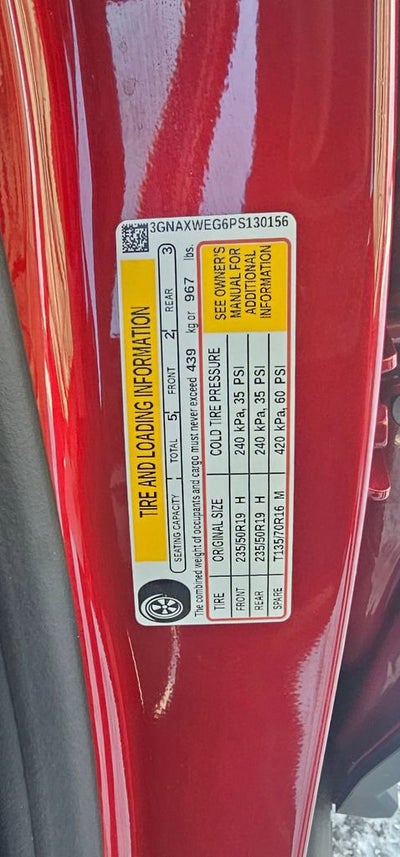 3GNAXWEG6PS130156
TIRE AND LOADING INFORMATION
SEATING CAPACITY TOTAL 5 FRONT 2 REAR 3
The combined weight of occupants and cargo must never exceed 439 kg or 967 lbs.
TIRE ORIGINAL SIZE COLD TIRE PRESSURE
FRONT 235/50R19 H 240 kPa, 35 PSI
REAR 235/50R19 H 240 kPa, 35 PSI
SPARE T135/70R16 M 420 kPa, 60 PSI
SEE OWNER'S
MANUAL FOR
ADDITIONAL
INFORMATION